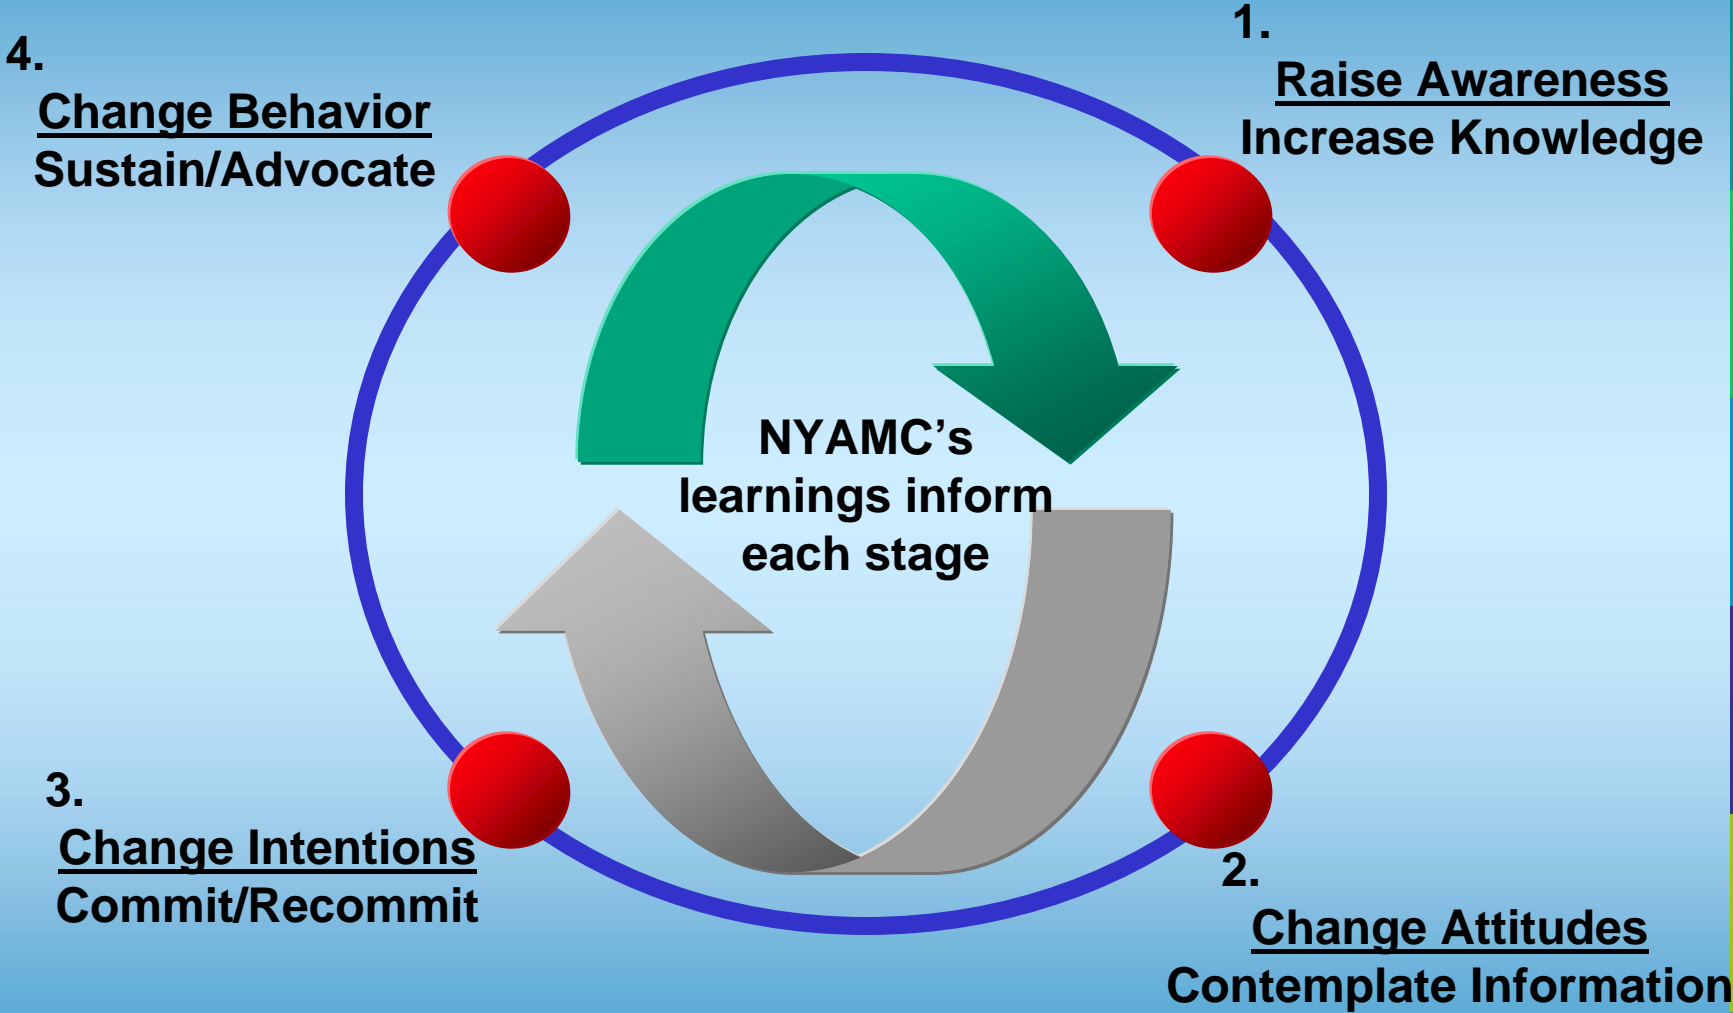 1.
Raise Awareness
Increase Knowledge
2.
Change Attitudes
Contemplate Information
3.
Change Intentions
Commit/Recommit
4.
Change Behavior
Sustain/Advocate
NYAMC’s
learnings inform
each stage